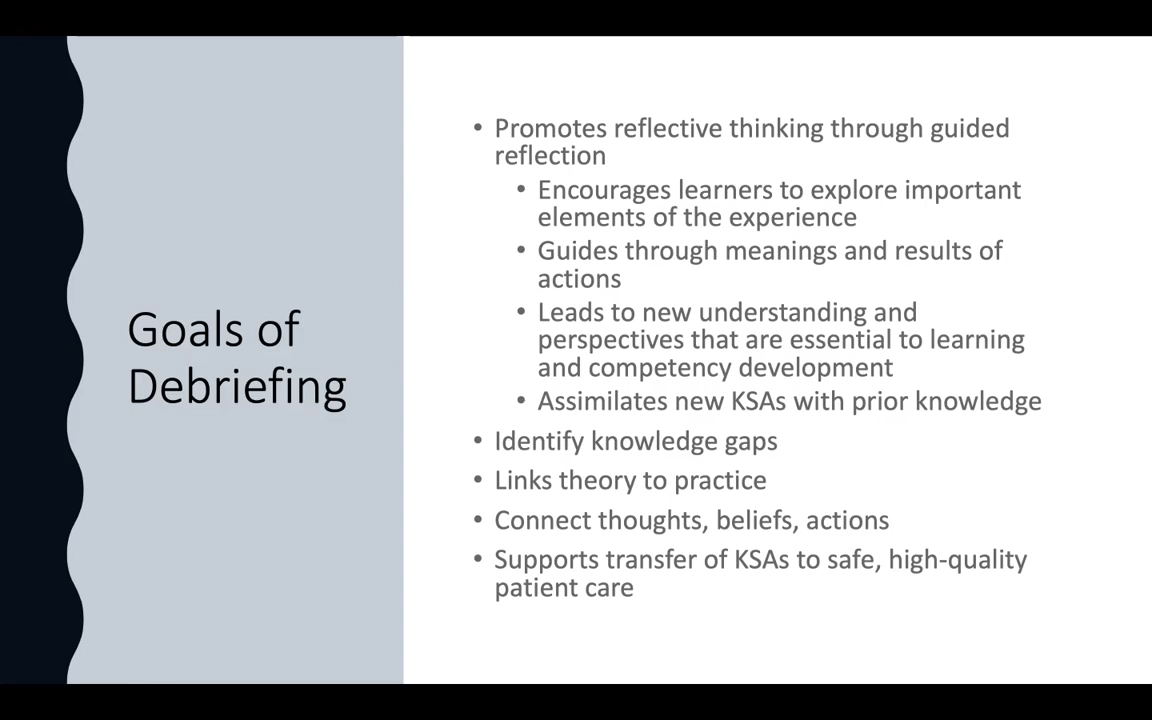 Goals of
Debriefing
• Promotes reflective thinking through guided
reflection
• Encourages learners to explore important
elements of the experience
• Guides through meanings and results of
actions
• Leads to new understanding and
perspectives that are essential to learning
and competency development
• Assimilates new KSAs with prior knowledge
• Identify knowledge gaps
• Links theory to practice
• Connect thoughts, beliefs, actions
• Supports transfer of KSAs to safe, high-quality
patient care